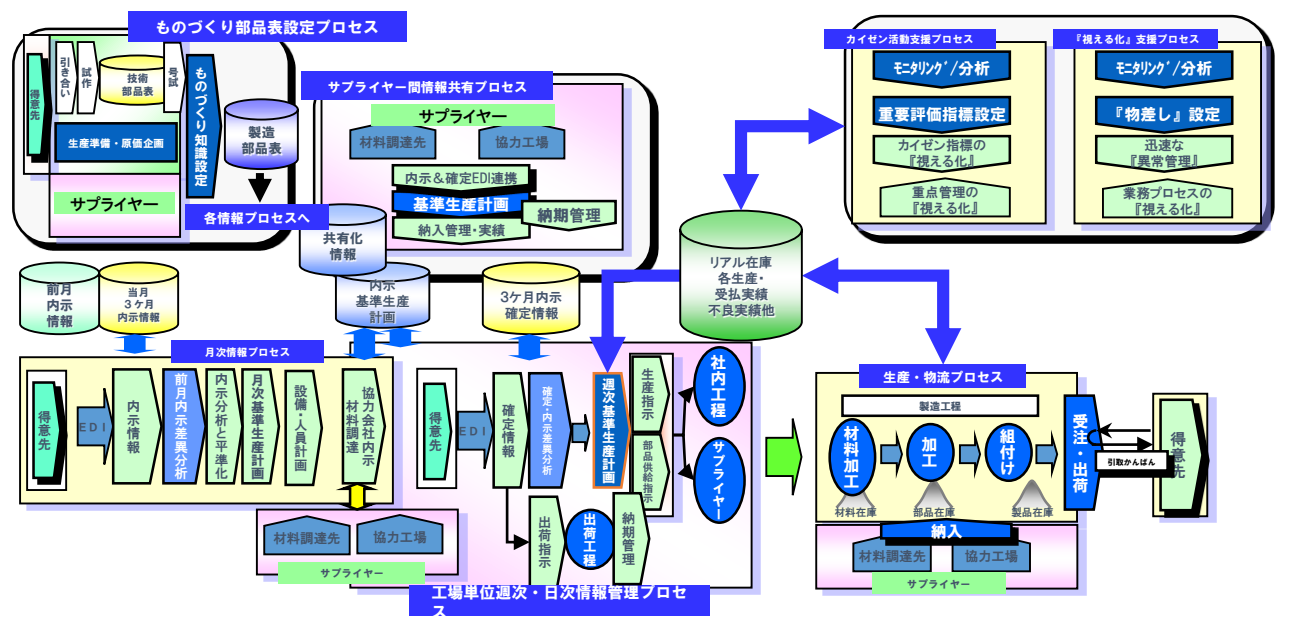 ものづくり部品表設定プロセス
得意先
引き合い
試作
技術
部品表
号試
ものづくり知識設定
生産準備・原価企画
サプライヤー
製造
部品表
各情報プロセスへ
サプライヤー間情報共有プロセス
サプライヤー
材料調達先
協力工場
内示&確定EDI連携
基準生産計画
納期管理
納入管理・実績
共有化
情報
カイゼン活動支援プロセス
ﾓﾆﾀﾘﾝｸﾞ/分析
重要評価指標設定
カイゼン指標の
『視える化』
重点管理の
『視える化』
『視える化』支援プロセス
ﾓﾆﾀﾘﾝｸﾞ/分析
『物差し』設定
迅速な
『異常管理』
業務プロセスの
『視える化』
リアル在庫
各生産・
受払実績
不良実績他
前月
内示
情報
当月
3ケ月
内示情報
内示
基準生産
計画
3ケ月内示
確定情報
月次情報プロセス
得意先
EDI
内示情報
前月内示差異分析
内示分析と平準化
月次基準生産計画
設備・人員計画
協力会社内示
材料調達
材料調達先
協力工場
サプライヤー
得意先
EDI
確定情報
確定・内示差異分析
週次基準生産計画
生産指示
部品供給指示
社内工程
サプライヤー
出荷指示
出荷工程
納期管理
工場単位週次・日次情報管理プロセ
ス
生産・物流プロセス
製造工程
材料加工
加工
組付け
受注・出荷
引取かんばん
得意先
材料在庫
部品在庫
製品在庫
納入
材料調達先
協力工場
サプライヤー